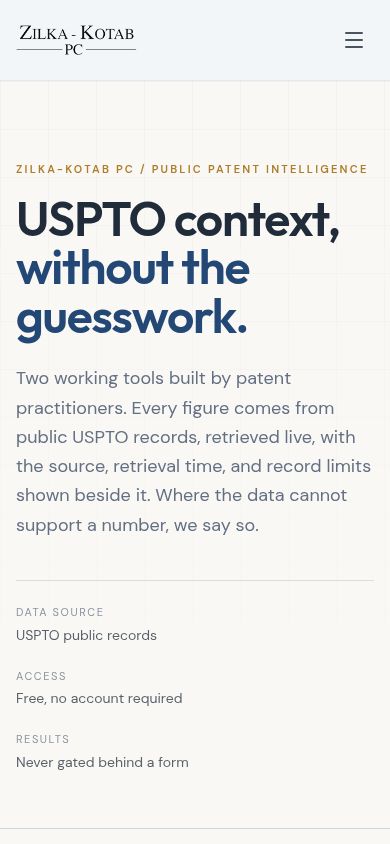 ZILKA - KOTAB
PC
ZILKA-KOTAB PC / PUBLIC PATENT INTELLIGENCE
USPTO context,
without the
guesswork.
Two working tools built by patent
practitioners. Every figure comes from
public USPTO records, retrieved live, with
the source, retrieval time, and record limits
shown beside it. Where the data cannot
support a number, we say so.
DATA SOURCE
USPTO public records
ACCESS
Free, no account required
RESULTS
Never gated behind a form